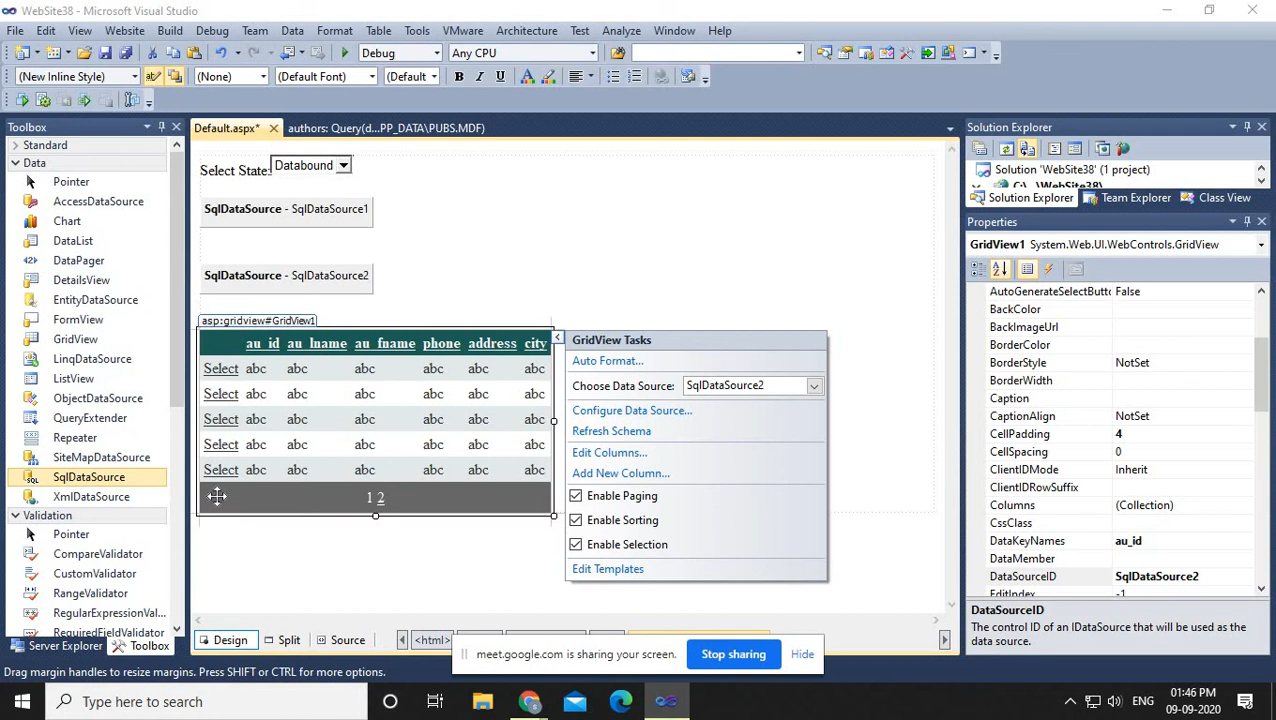 WebSite38 - Microsoft Visual Studio
File Edit View Website Build Debug Team Data Format Table Tools VMware Architecture Test Analyze Window Help
Debug Any CPU
(New Inline Style) (None) (Default Font) (Default B I U A
Toolbox
Standard
Data
Pointer
AccessDataSource
Chart
DataList
DataPager
DetailsView
EntityDataSource
FormView
GridView
LinqDataSource
ListView
ObjectDataSource
QueryExtender
Repeater
SiteMapDataSource
SqlDataSource
XmlDataSource
Validation
Pointer
CompareValidator
CustomValidator
RangeValidator
RegularExpressionVal...
RequiredFieldValidator
Server Explorer Toolbox
Default.aspx* authors: Query(d...PP_DATA\PUBS.MDF)
Select State: Databound
SqlDataSource - SqlDataSource1
SqlDataSource - SqlDataSource2
asp:gridview#GridView1
au_id au_lname au_fname phone address city
Select abc abc abc abc abc abc
Select abc abc abc abc abc abc
Select abc abc abc abc abc abc
Select abc abc abc abc abc abc
Select abc abc abc abc abc abc
1 2
GridView Tasks
Auto Format...
Choose Data Source: SqlDataSource2
Configure Data Source...
Refresh Schema
Edit Columns...
Add New Column...
Enable Paging
Enable Sorting
Enable Selection
Edit Templates
Design Split Source <html>
meet.google.com is sharing your screen. Stop sharing Hide
Solution Explorer
Solution 'WebSite38' (1 project)
C:\...\WebSite38\
Solution Explorer Team Explorer Class View
Properties
GridView1 System.Web.UI.WebControls.GridView
AutoGenerateSelectButto False
BackColor
BackImageUrl
BorderColor
BorderStyle NotSet
BorderWidth
Caption
CaptionAlign NotSet
CellPadding 4
CellSpacing 0
ClientIDMode Inherit
ClientIDRowSuffix
Columns (Collection)
CssClass
DataKeyNames au_id
DataMember
DataSourceID SqlDataSource2
EditIndex -1
DataSourceID
The control ID of an IDataSource that will be used as the data source.
Drag margin handles to resize margins. Press SHIFT or CTRL for more options.
Type here to search
ENG
01:46 PM
09-09-2020